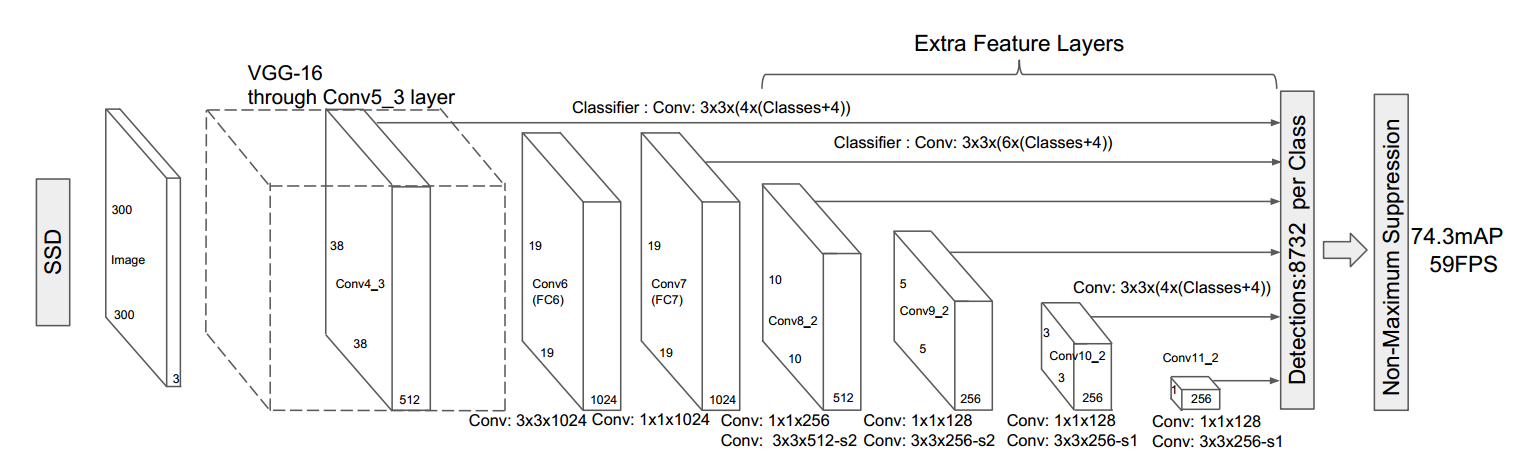 Extra Feature Layers
VGG-16
through Conv5_3 layer
Classifier : Conv: 3x3x(4x(Classes+4))
Classifier : Conv: 3x3x(6x(Classes+4))
SSD
300
Image
300
3
38
Conv4_3
38
512
19
Conv6
(FC6)
19
1024
19
Conv7
(FC7)
19
1024
10
Conv8_2
10
512
5
Conv9_2
5
256
Conv: 3x3x(4x(Classes+4))
3
Conv10_2
3
256
Conv11_2
1
256
Detections:8732 per Class
Non-Maximum Suppression
74.3mAP
59FPS
Conv: 3x3x1024
Conv: 1x1x1024
Conv: 1x1x256
Conv: 3x3x512-s2
Conv: 1x1x128
Conv: 3x3x256-s2
Conv: 1x1x128
Conv: 3x3x256-s1
Conv: 1x1x128
Conv: 3x3x256-s1